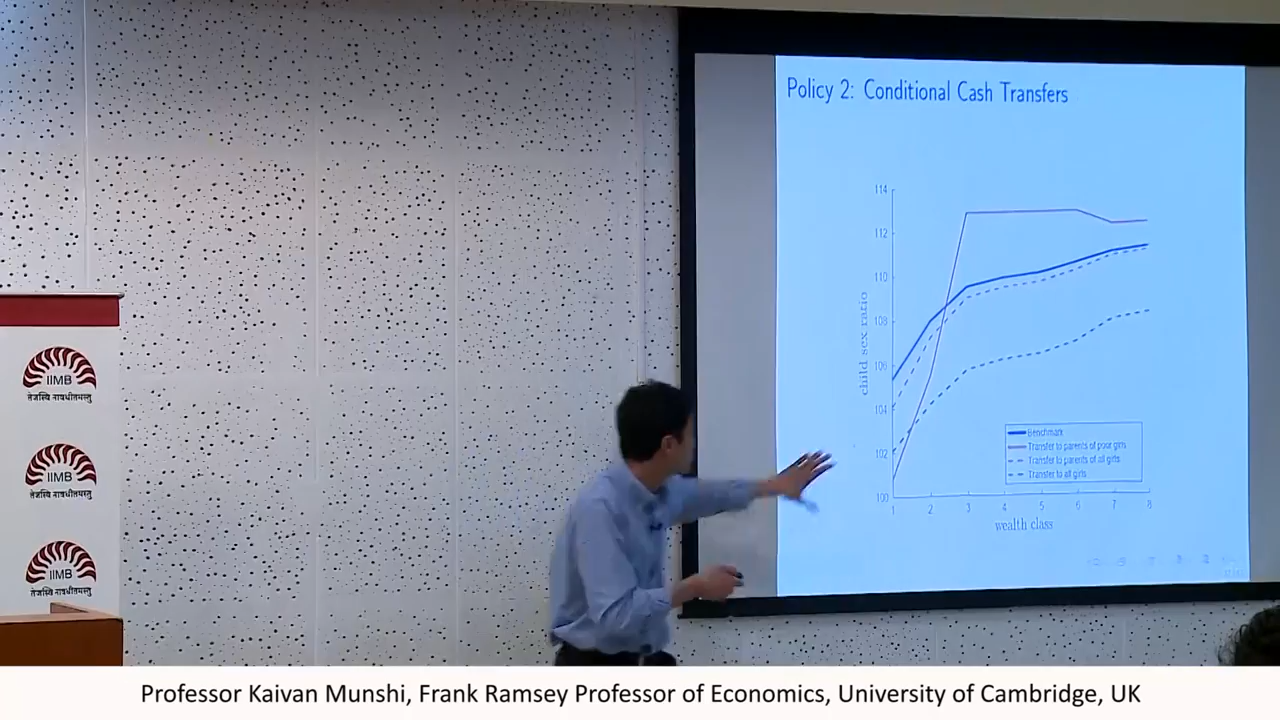 Policy 2: Conditional Cash Transfers
114
112
110
108
106
104
102
100
child sex ratio
1 2 3 4 5 6 7 8
wealth class
Benchmark
Transfer to parents of poor girls
Transfer to parents of all girls
Transfer to all girls
IIMB
तेजस्वि नावधीतमस्तु
IIMB
तेजस्वि नावधीतमस्तु
IIMB
तेजस्वि नावधीतमस्तु
Professor Kaivan Munshi, Frank Ramsey Professor of Economics, University of Cambridge, UK